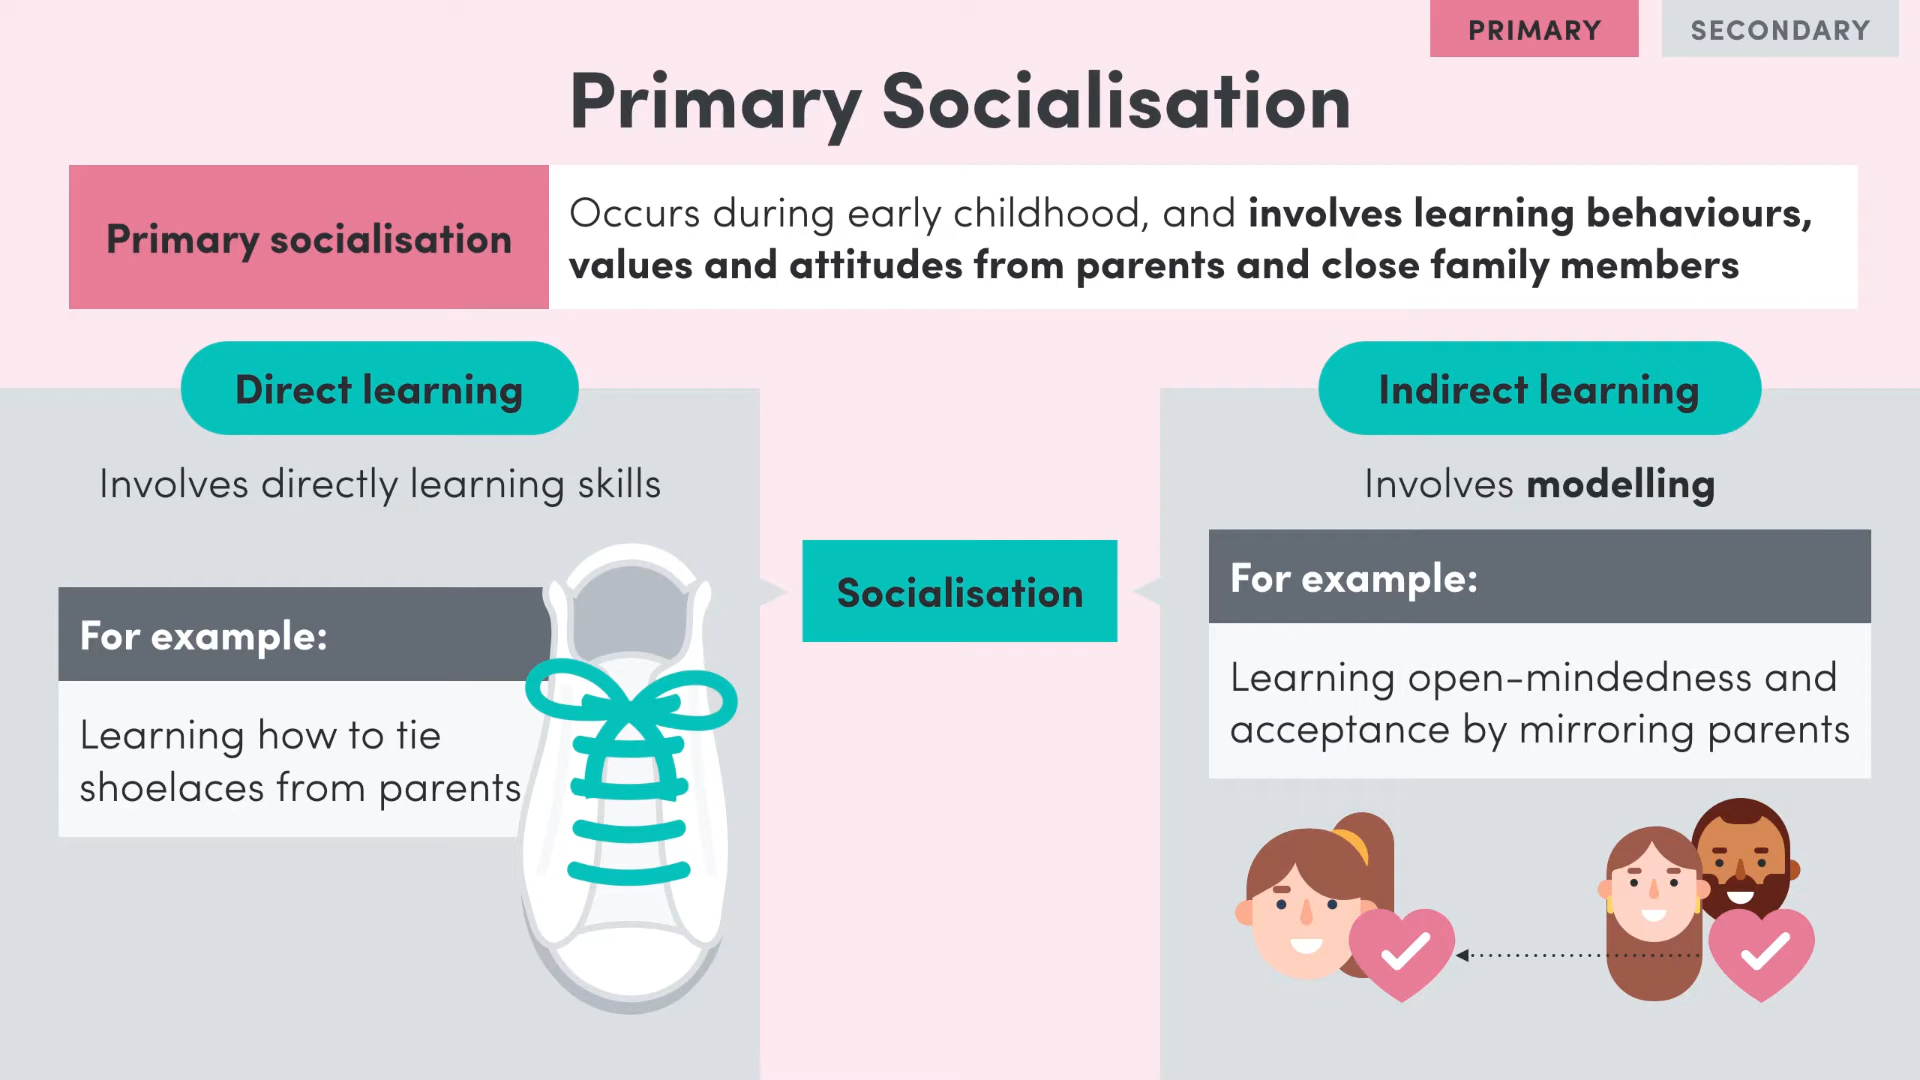 PRIMARY
SECONDARY
Primary Socialisation
Primary socialisation
Occurs during early childhood, and involves learning behaviours,
values and attitudes from parents and close family members
Direct learning
Involves directly learning skills
For example:
Learning how to tie
shoelaces from parents
Socialisation
Indirect learning
Involves modelling
For example:
Learning open-mindedness and
acceptance by mirroring parents